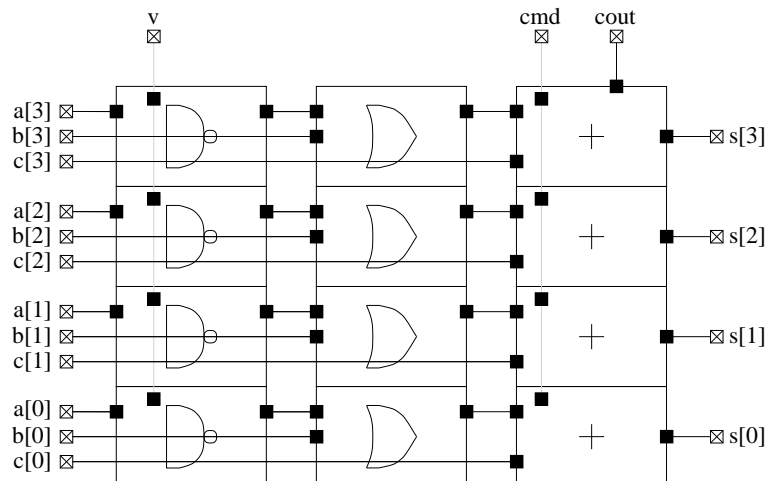 v cmd cout
a[3]
b[3] s[3]
c[3]
a[2]
b[2] s[2]
c[2]
a[1]
b[1] s[1]
c[1]
a[0]
b[0] s[0]
c[0]